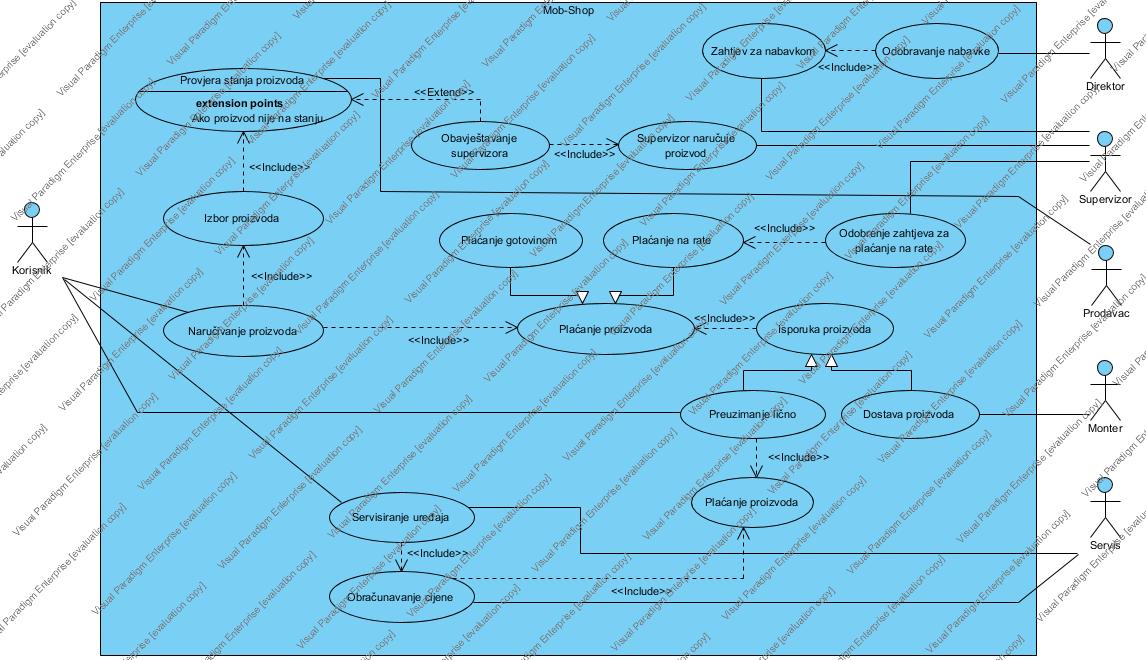 Mob-Shop
Zahtjev za nabavkom
Odobravanje nabavke
<<Include>>
Direktor
Provjera stanja proizvoda
extension points
Ako proizvod nije na stanju
<<Extend>>
Obavještavanje
supervizora
<<Include>>
Supervizor naručuje
proizvod
Supervizor
<<Include>>
Izbor proizvoda
Plaćanje gotovinom
Plaćanje na rate
<<Include>>
Odobrenje zahtjeva za
plaćanje na rate
Korisnik
<<Include>>
Prodavac
Naručivanje proizvoda
<<Include>>
Plaćanje proizvoda
<<Include>>
Isporuka proizvoda
Preuzimanje lično
Dostava proizvoda
Monter
<<Include>>
Plaćanje proizvoda
Servisiranje uređaja
Servis
<<Include>>
Obračunavanje cijene
<<Include>>
Visual Paradigm Enterprise [evaluation copy]